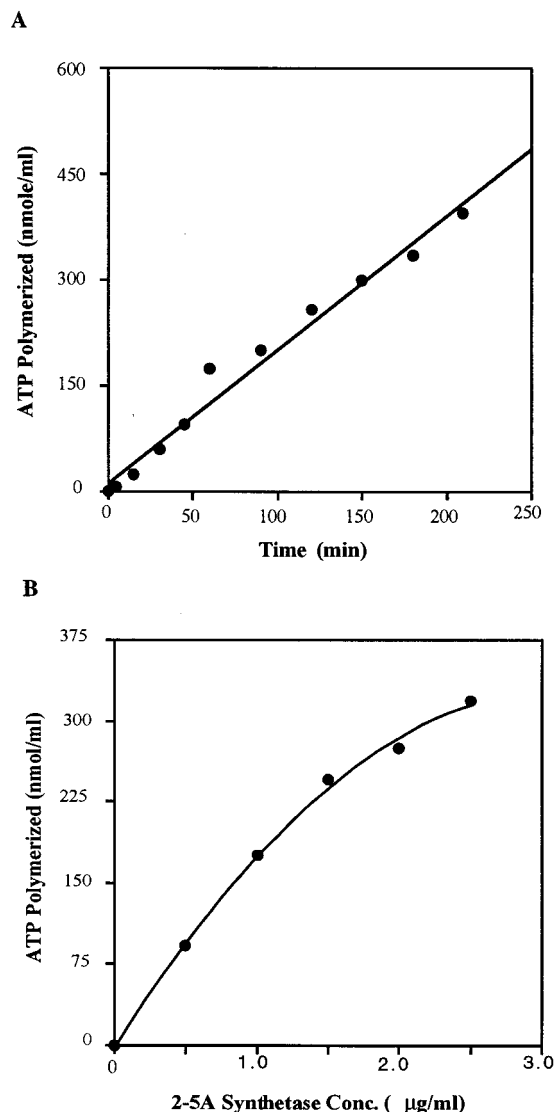 A
600
450
300
150
0
ATP Polymerized (nmole/ml)
0 50 100 150 200 250
Time (min)
B
375
300
225
150
75
0
ATP Polymerized (nmol/ml)
0 1.0 2.0 3.0
2-5A Synthetase Conc. ( μg/ml)